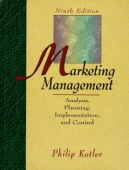 Ninth Edition
Marketing
Management
Analysis,
Planning,
Implementation,
and Control
Philip Kotler